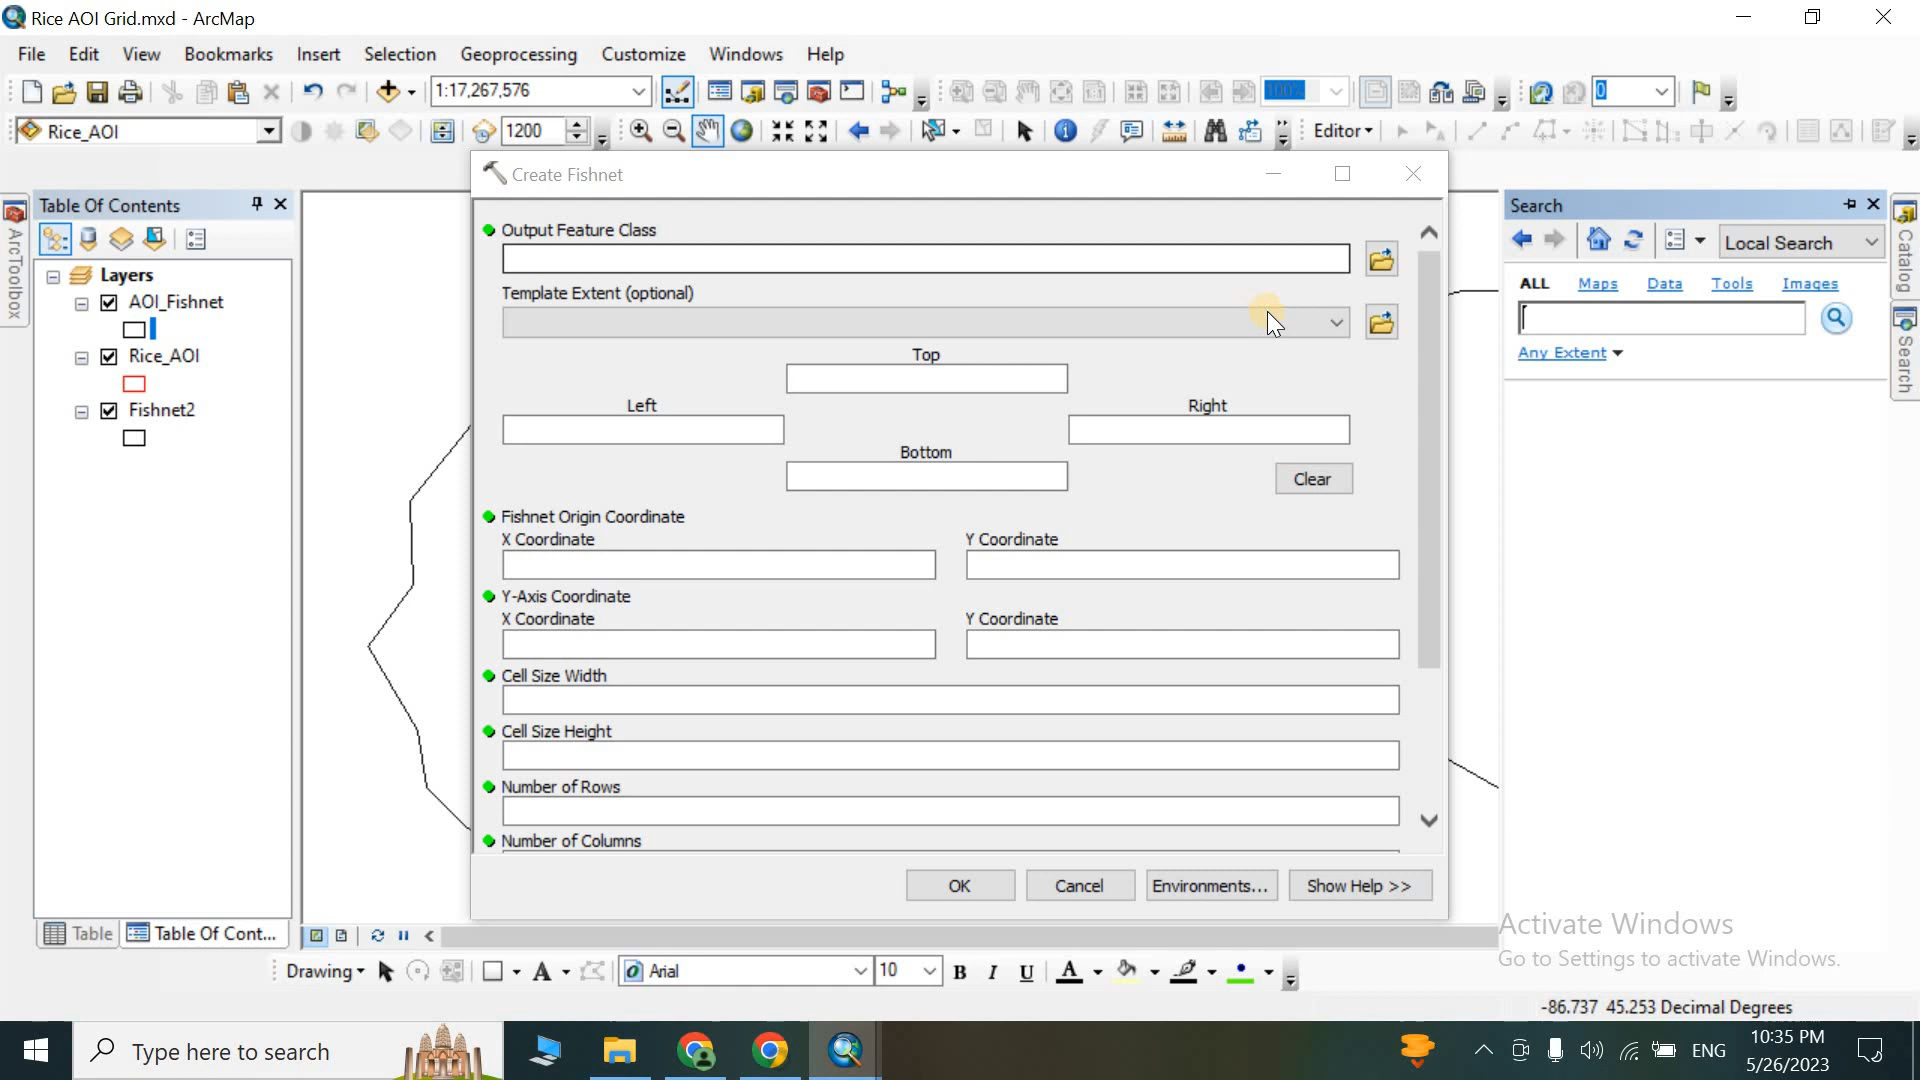 Rice AOI Grid.mxd - ArcMap
File Edit View Bookmarks Insert Selection Geoprocessing Customize Windows Help
1:17,267,576 100% 0
Rice_AOI 1200 Editor
Create Fishnet
ArcToolbox
Table Of Contents
Layers
AOI_Fishnet
Rice_AOI
Fishnet2
Table Table Of Cont...
Output Feature Class
Template Extent (optional)
Top
Left
Right
Bottom
Clear
Fishnet Origin Coordinate
X Coordinate
Y Coordinate
Y-Axis Coordinate
X Coordinate
Y Coordinate
Cell Size Width
Cell Size Height
Number of Rows
Number of Columns
OK Cancel Environments... Show Help >>
Search
Local Search
ALL Maps Data Tools Images
Any Extent
Catalog
Search
Activate Windows
Go to Settings to activate Windows.
Drawing A Arial 10 B I U A
-86.737 45.253 Decimal Degrees
Type here to search
ENG
10:35 PM
5/26/2023